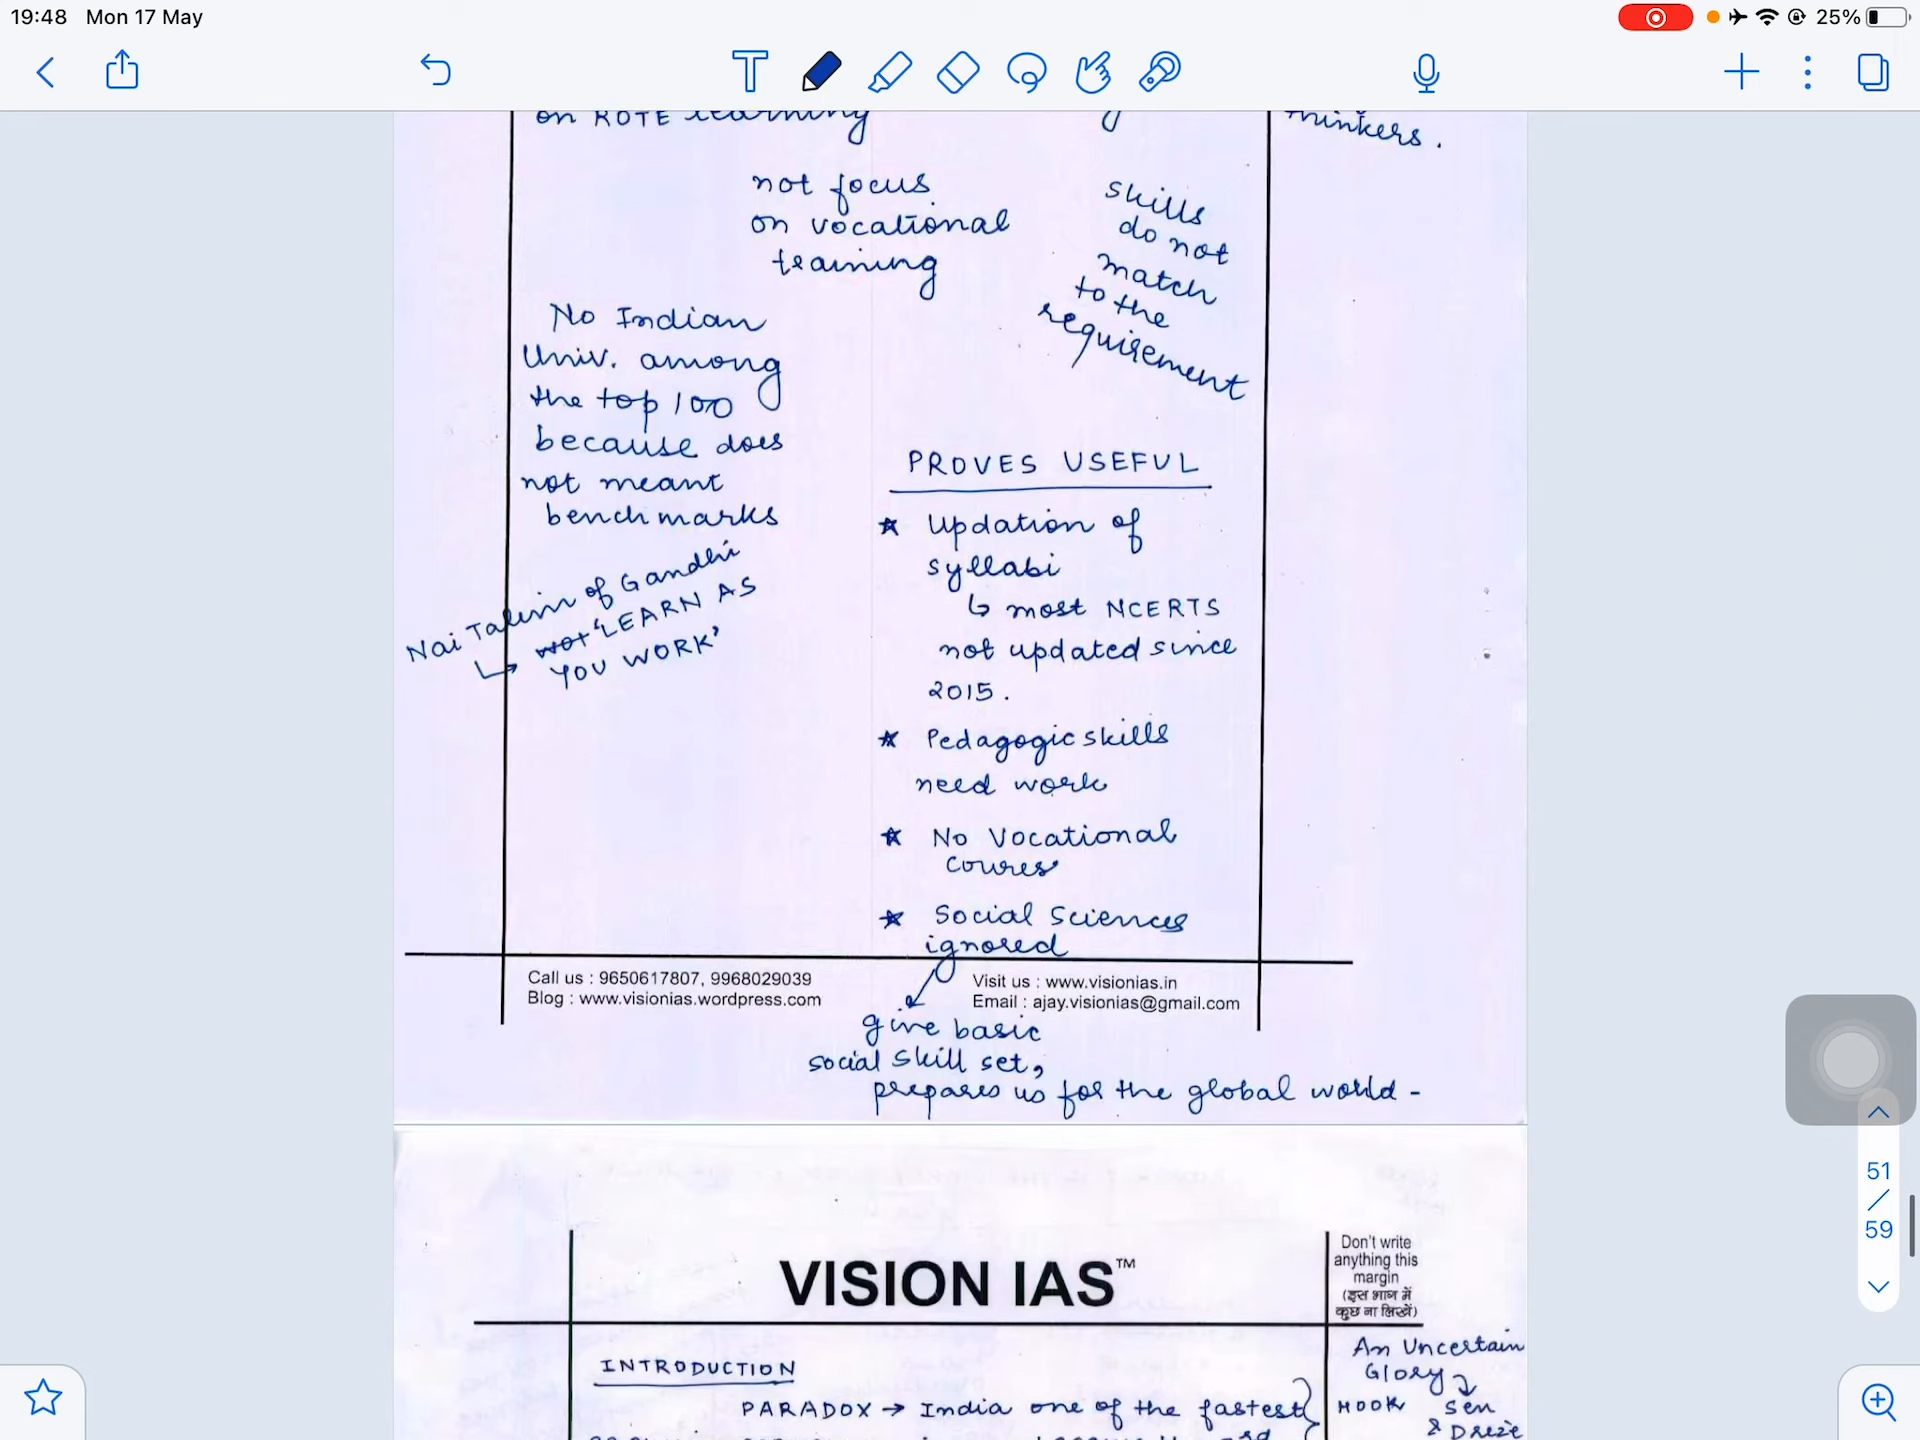 19:48 Mon 17 May
25%
on ROTE learning
thinkers.
not focus
on vocational
training
skills
do not
match
to the
requirement
No Indian
Univ. among
the top 100
because does
not meant
benchmarks
Nai Talim of Gandhi
not 'LEARN AS
YOU WORK'
PROVES USEFUL
★ Updation of
syllabi
↳ most NCERTS
not updated since
2015.
★ Pedagogic skills
need work
★ No Vocational
Coures
★ Social Sciences
ignored
Call us : 9650617807, 9968029039
Blog : www.visionias.wordpress.com
Visit us : www.visionias.in
Email : ajay.visionias@gmail.com
give basic
social skill set,
prepares us for the global world -
51
/
59
VISION IAS™
Don't write
anything this
margin
(इस भाग में
कुछ ना लिखें)
INTRODUCTION
PARADOX → India one of the fastest
An Uncertain
Glory
HOOK Sen
& Dreze